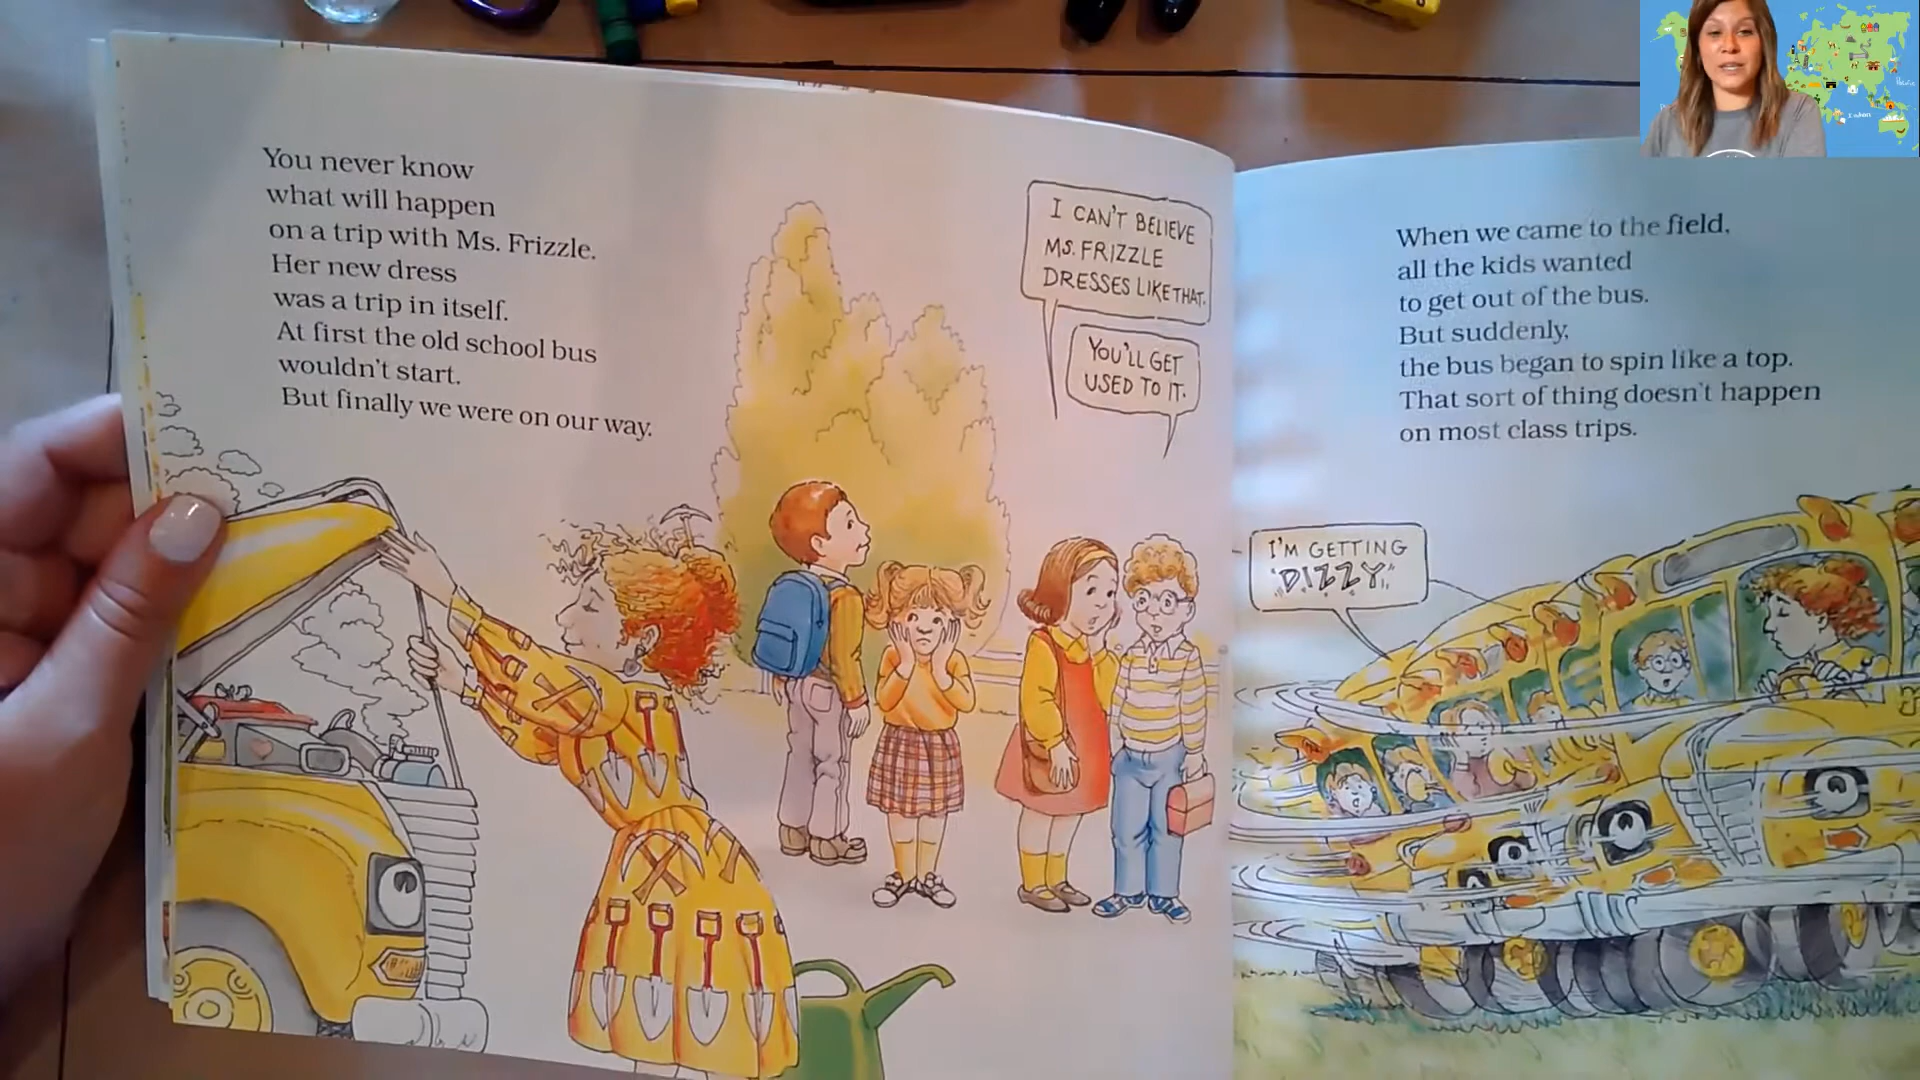 You never know
what will happen
on a trip with Ms. Frizzle.
Her new dress
was a trip in itself.
At first the old school bus
wouldn't start.
But finally we were on our way.
I CAN'T BELIEVE
MS. FRIZZLE
DRESSES LIKE THAT.
YOU'LL GET
USED TO IT.
When we came to the field,
all the kids wanted
to get out of the bus.
But suddenly,
the bus began to spin like a top.
That sort of thing doesn't happen
on most class trips.
I'M GETTING
"DIZZY"